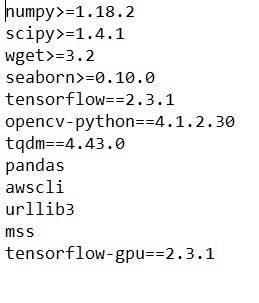 numpy>=1.18.2
scipy>=1.4.1
wget>=3.2
seaborn>=0.10.0
tensorflow==2.3.1
opencv-python==4.1.2.30
tqdm==4.43.0
pandas
awscli
urllib3
mss
tensorflow-gpu==2.3.1